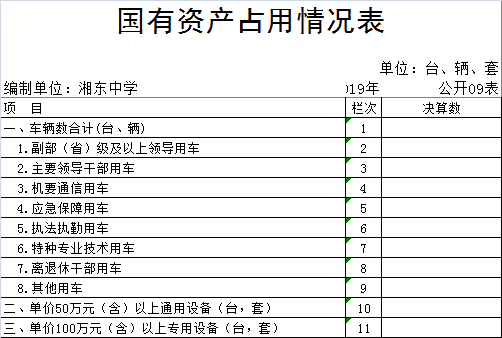 国有资产占用情况表
单位：台、辆、套
编制单位：湘东中学 019年 公开09表
项 目 栏次 决算数
一、车辆数合计(台、辆) 1
1.副部（省）级及以上领导用车 2
2.主要领导干部用车 3
3.机要通信用车 4
4.应急保障用车 5
5.执法执勤用车 6
6.特种专业技术用车 7
7.离退休干部用车 8
8.其他用车 9
二、单价50万元（含）以上通用设备（台，套） 10
三、单价100万元（含）以上专用设备（台，套） 11